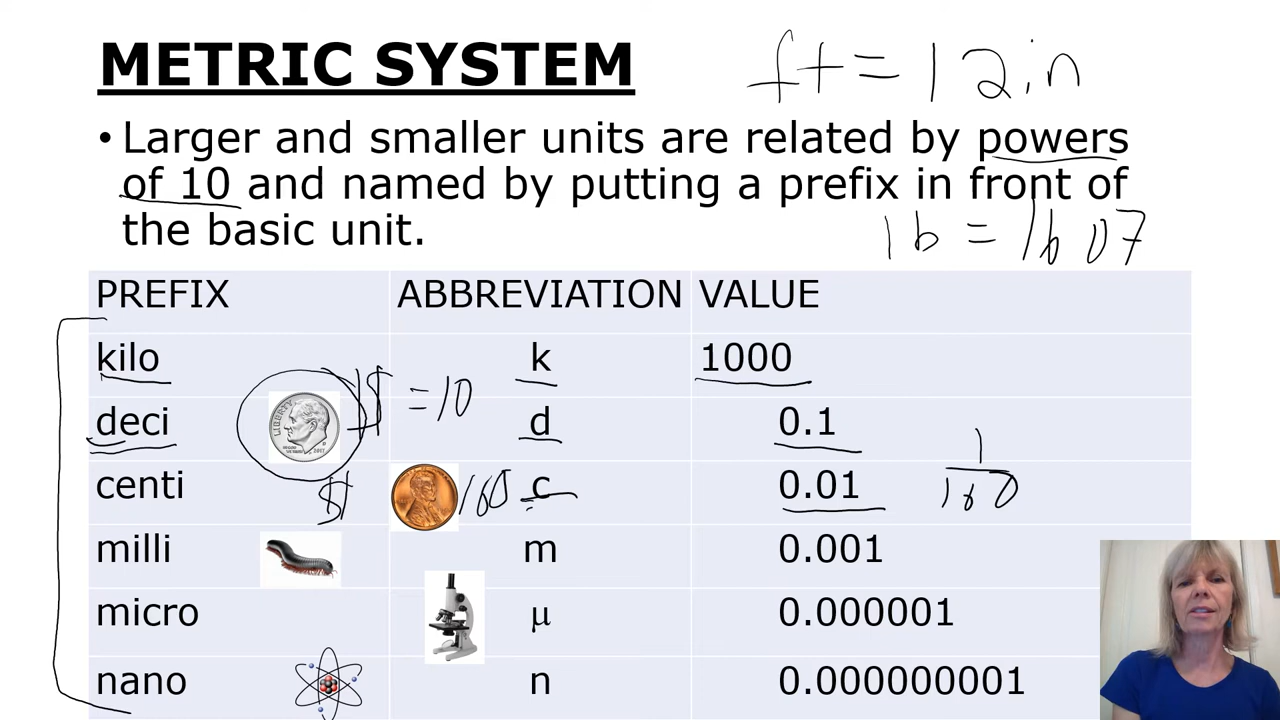 METRIC SYSTEM
ft = 12 in
• Larger and smaller units are related by powers
of 10 and named by putting a prefix in front of
the basic unit.
lb = 16 oz
PREFIX ABBREVIATION VALUE
kilo k 1000
deci 1$ = 10 d 0.1
centi $1 100 c 0.01 1/100
milli m 0.001
micro μ 0.000001
nano n 0.000000001